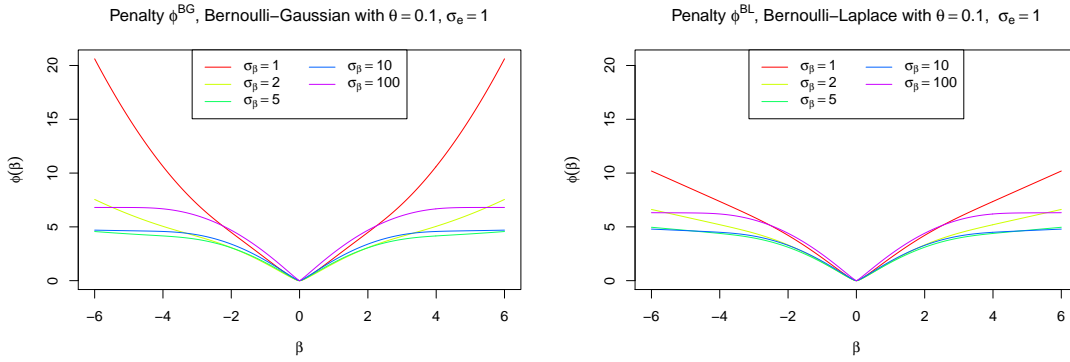 Penalty ϕ^BG, Bernoulli−Gaussian with θ = 0.1, σ_e = 1
σ_β = 1
σ_β = 2
σ_β = 5
σ_β = 10
σ_β = 100
ϕ(β)
20
15
10
5
0
−6 −4 −2 0 2 4 6
β
Penalty ϕ^BL, Bernoulli−Laplace with θ = 0.1, σ_e = 1
σ_β = 1
σ_β = 2
σ_β = 5
σ_β = 10
σ_β = 100
ϕ(β)
20
15
10
5
0
−6 −4 −2 0 2 4 6
β